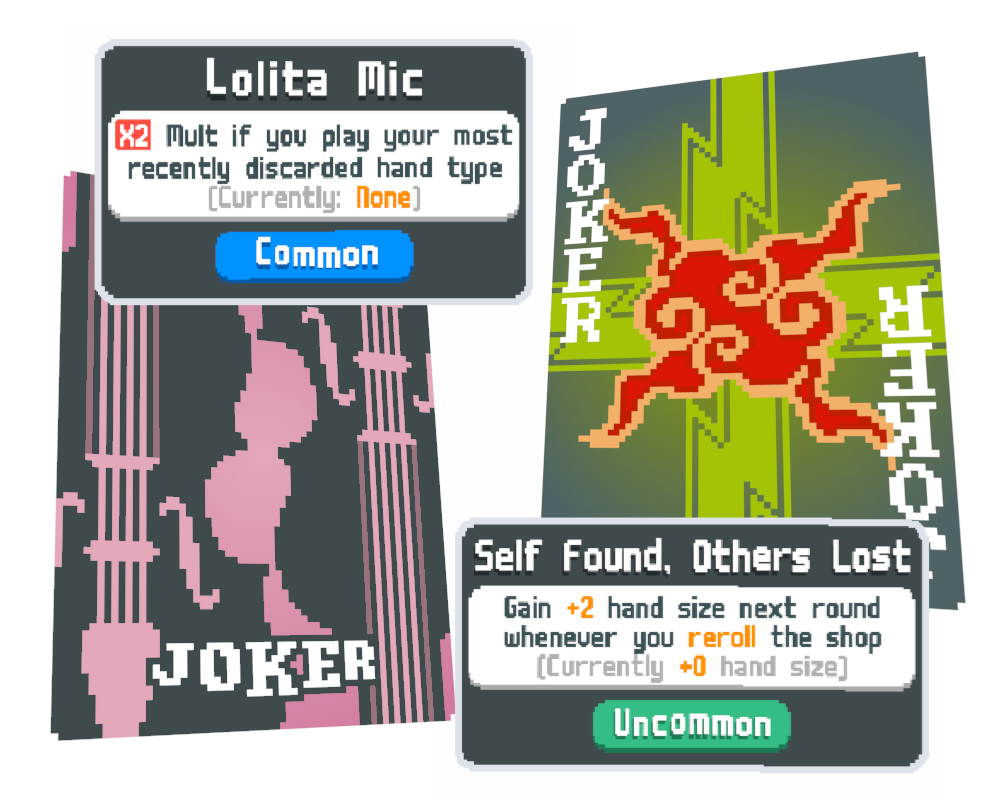 Lolita Mic
X2 Mult if you play your most
recently discarded hand type
(Currently: None)
Common
JOKER
JOKER
JOKER
Self Found, Others Lost
Gain +2 hand size next round
whenever you reroll the shop
(Currently +0 hand size)
Uncommon